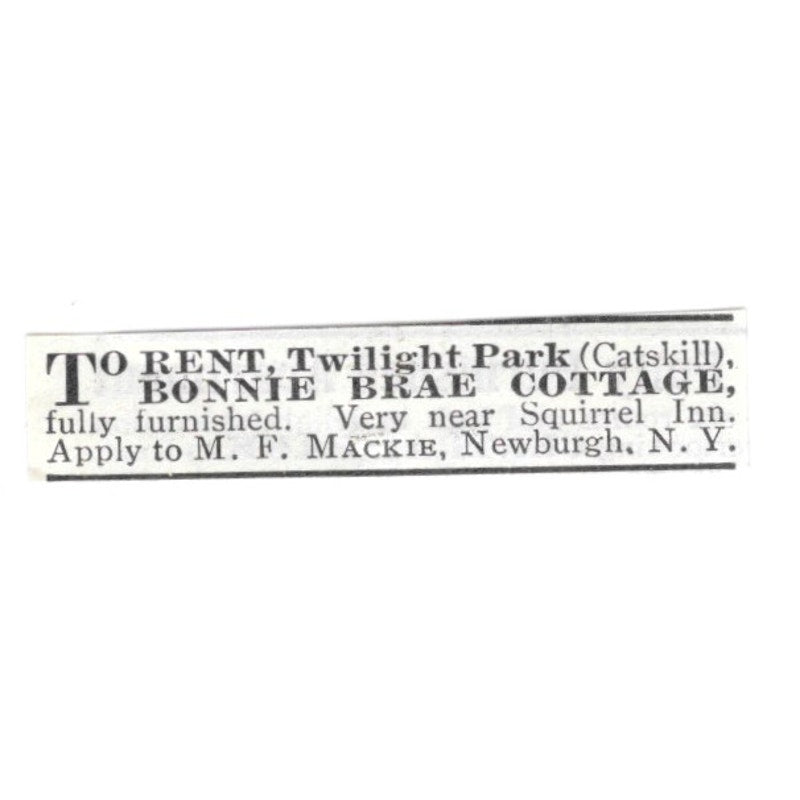 TO RENT, Twilight Park (Catskill),
BONNIE BRAE COTTAGE,
fully furnished. Very near Squirrel Inn.
Apply to M. F. MACKIE, Newburgh, N. Y.